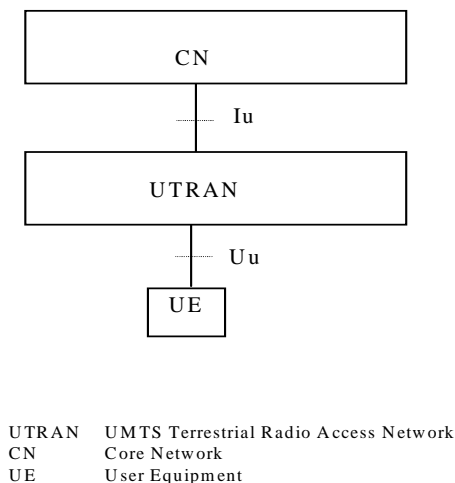 CN
Iu
UTRAN
Uu
UE
UTRAN UMTS Terrestrial Radio Access Network
CN Core Network
UE User Equipment